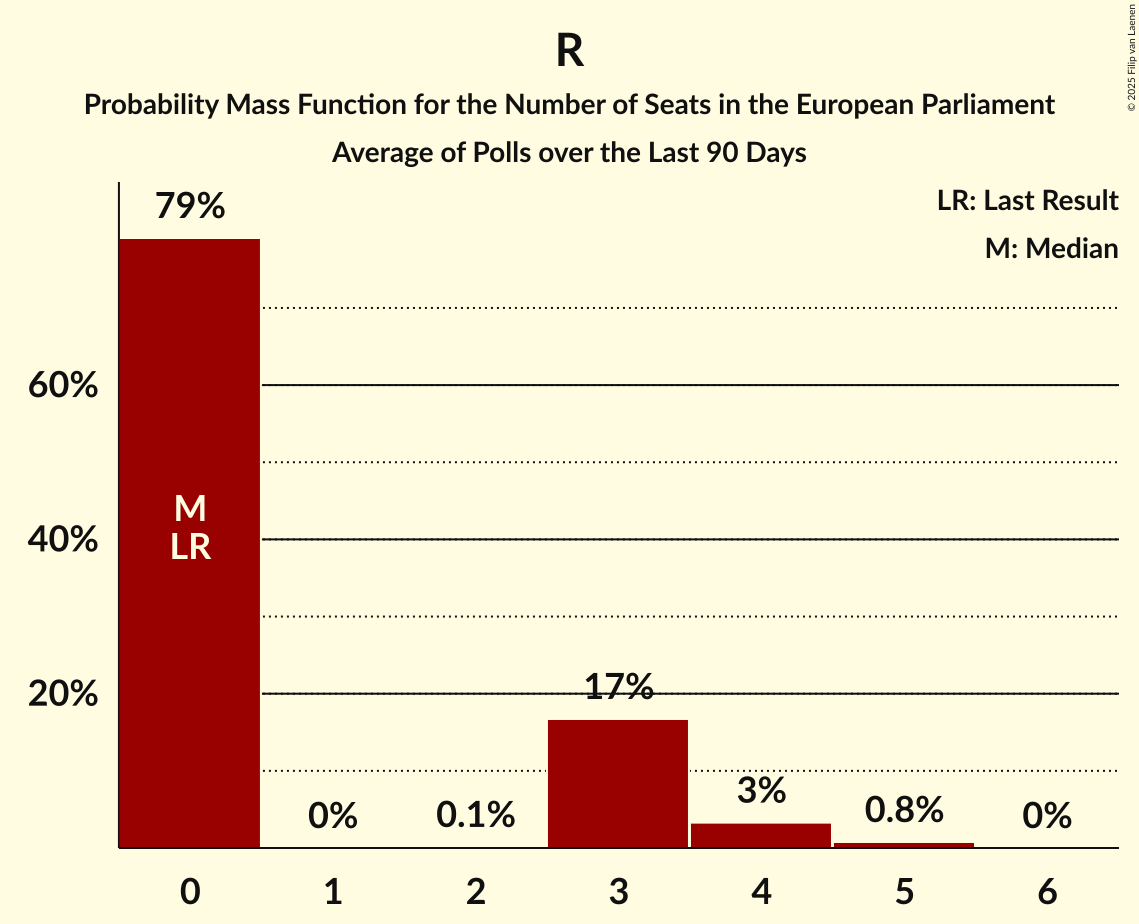 R
Probability Mass Function for the Number of Seats in the European Parliament
Average of Polls over the Last 90 Days
© 2025 Filip van Laenen
LR: Last Result
M: Median
79%
60%
M
40%
LR
20%
17%
3%
0%
0.1%
0.8%
0%
0 1 2 3 4 5 6